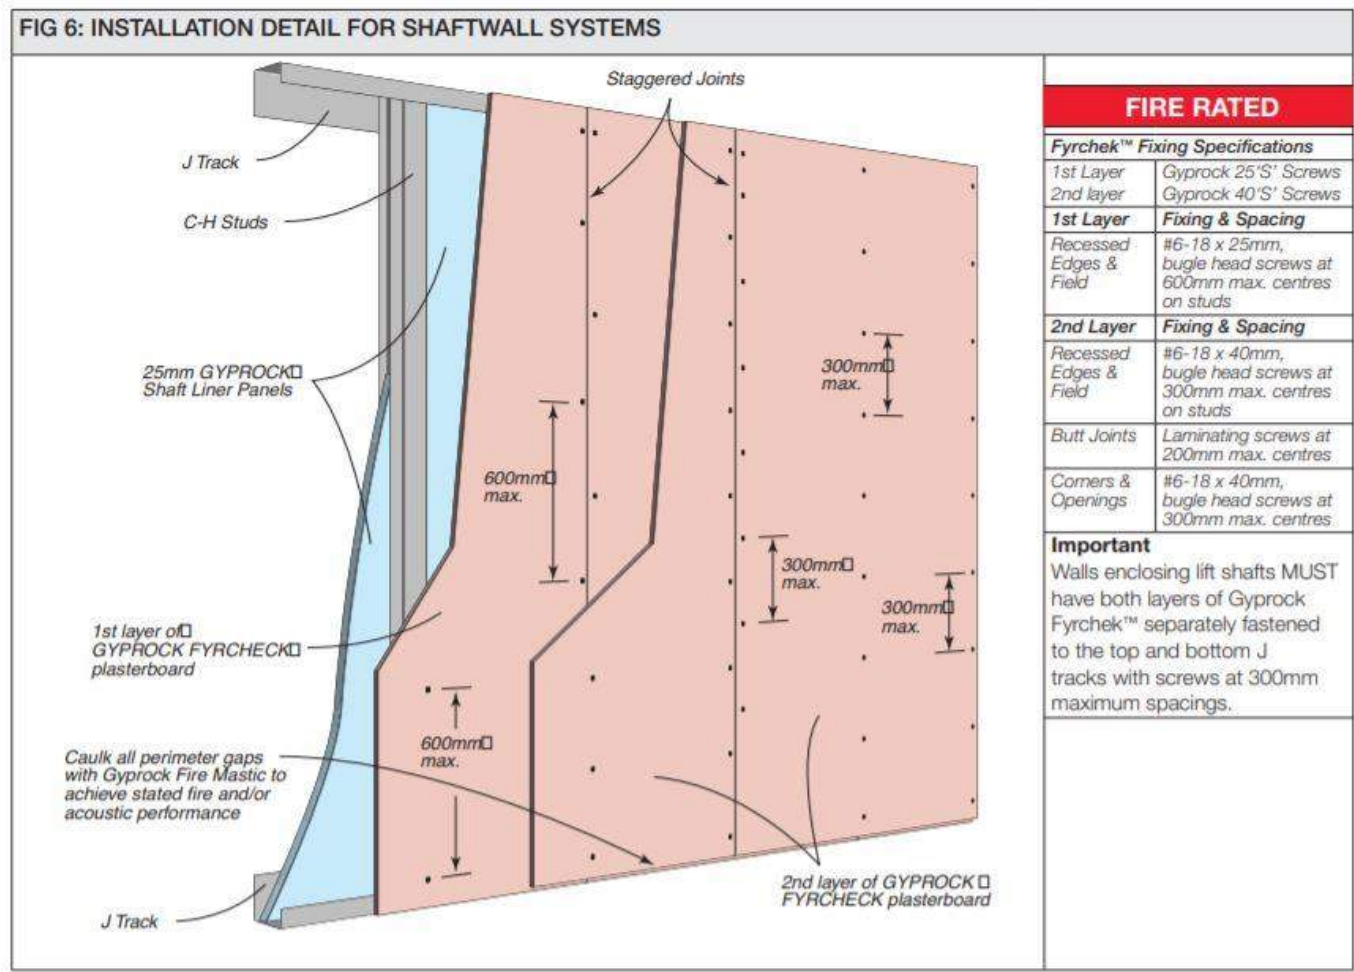 FIG 6: INSTALLATION DETAIL FOR SHAFTWALL SYSTEMS
Staggered Joints
J Track
C-H Studs
25mm GYPROCK□
Shaft Liner Panels
300mm□
max.
600mm□
max.
300mm□
max.
300mm□
max.
1st layer of□
GYPROCK FYRCHECK□
plasterboard
600mm□
max.
Caulk all perimeter gaps
with Gyprock Fire Mastic to
achieve stated fire and/or
acoustic performance
2nd layer of GYPROCK □
FYRCHECK plasterboard
J Track
FIRE RATED
Fyrchek™ Fixing Specifications
1st Layer Gyprock 25'S' Screws
2nd layer Gyprock 40'S' Screws
1st Layer Fixing & Spacing
Recessed #6-18 x 25mm,
Edges & bugle head screws at
Field 600mm max. centres
on studs
2nd Layer Fixing & Spacing
Recessed #6-18 x 40mm,
Edges & bugle head screws at
Field 300mm max. centres
on studs
Butt Joints Laminating screws at
200mm max. centres
Corners & #6-18 x 40mm,
Openings bugle head screws at
300mm max. centres
Important
Walls enclosing lift shafts MUST
have both layers of Gyprock
Fyrchek™ separately fastened
to the top and bottom J
tracks with screws at 300mm
maximum spacings.